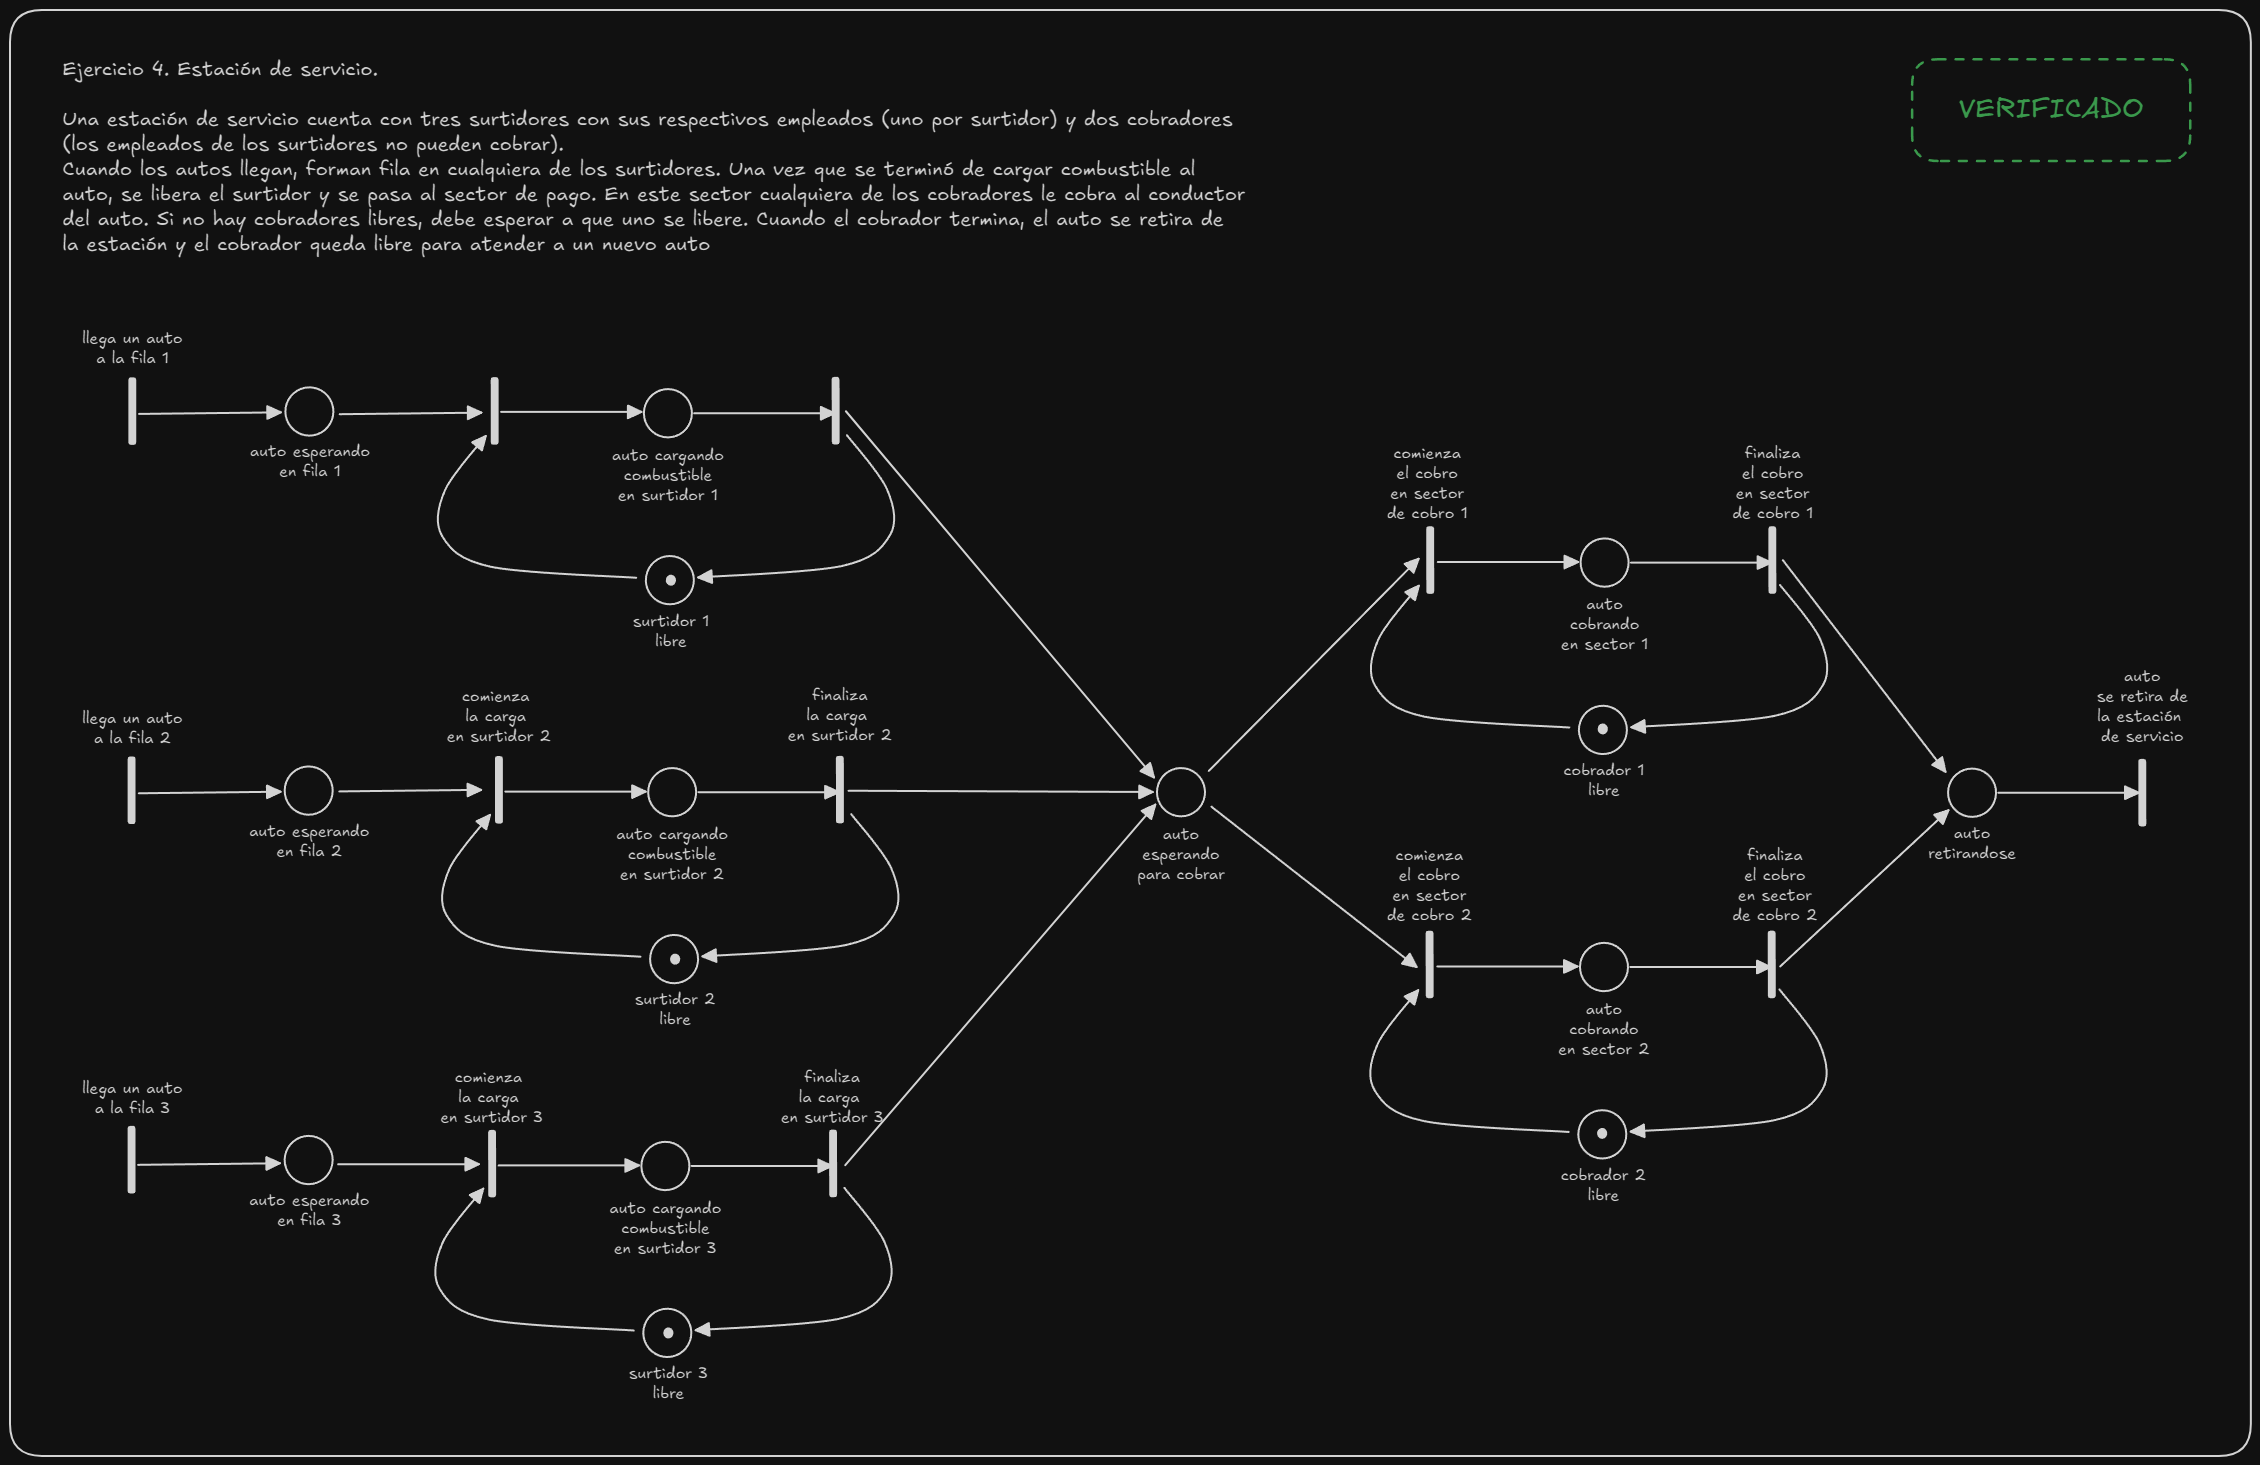 Ejercicio 4. Estación de servicio.
VERIFICADO
Una estación de servicio cuenta con tres surtidores con sus respectivos empleados (uno por surtidor) y dos cobradores
(los empleados de los surtidores no pueden cobrar).
Cuando los autos llegan, forman fila en cualquiera de los surtidores. Una vez que se terminó de cargar combustible al
auto, se libera el surtidor y se pasa al sector de pago. En este sector cualquiera de los cobradores le cobra al conductor
del auto. Si no hay cobradores libres, debe esperar a que uno se libere. Cuando el cobrador termina, el auto se retira de
la estación y el cobrador queda libre para atender a un nuevo auto
llega un auto
a la fila 1
auto esperando
en fila 1
auto cargando
combustible
en surtidor 1
surtidor 1
libre
llega un auto
a la fila 2
auto esperando
en fila 2
comienza
la carga
en surtidor 2
auto cargando
combustible
en surtidor 2
finaliza
la carga
en surtidor 2
surtidor 2
libre
llega un auto
a la fila 3
auto esperando
en fila 3
comienza
la carga
en surtidor 3
auto cargando
combustible
en surtidor 3
finaliza
la carga
en surtidor 3
surtidor 3
libre
auto
esperando
para cobrar
comienza
el cobro
en sector
de cobro 1
auto
cobrando
en sector 1
finaliza
el cobro
en sector
de cobro 1
cobrador 1
libre
comienza
el cobro
en sector
de cobro 2
auto
cobrando
en sector 2
finaliza
el cobro
en sector
de cobro 2
cobrador 2
libre
auto
retirandose
auto
se retira de
la estación
de servicio